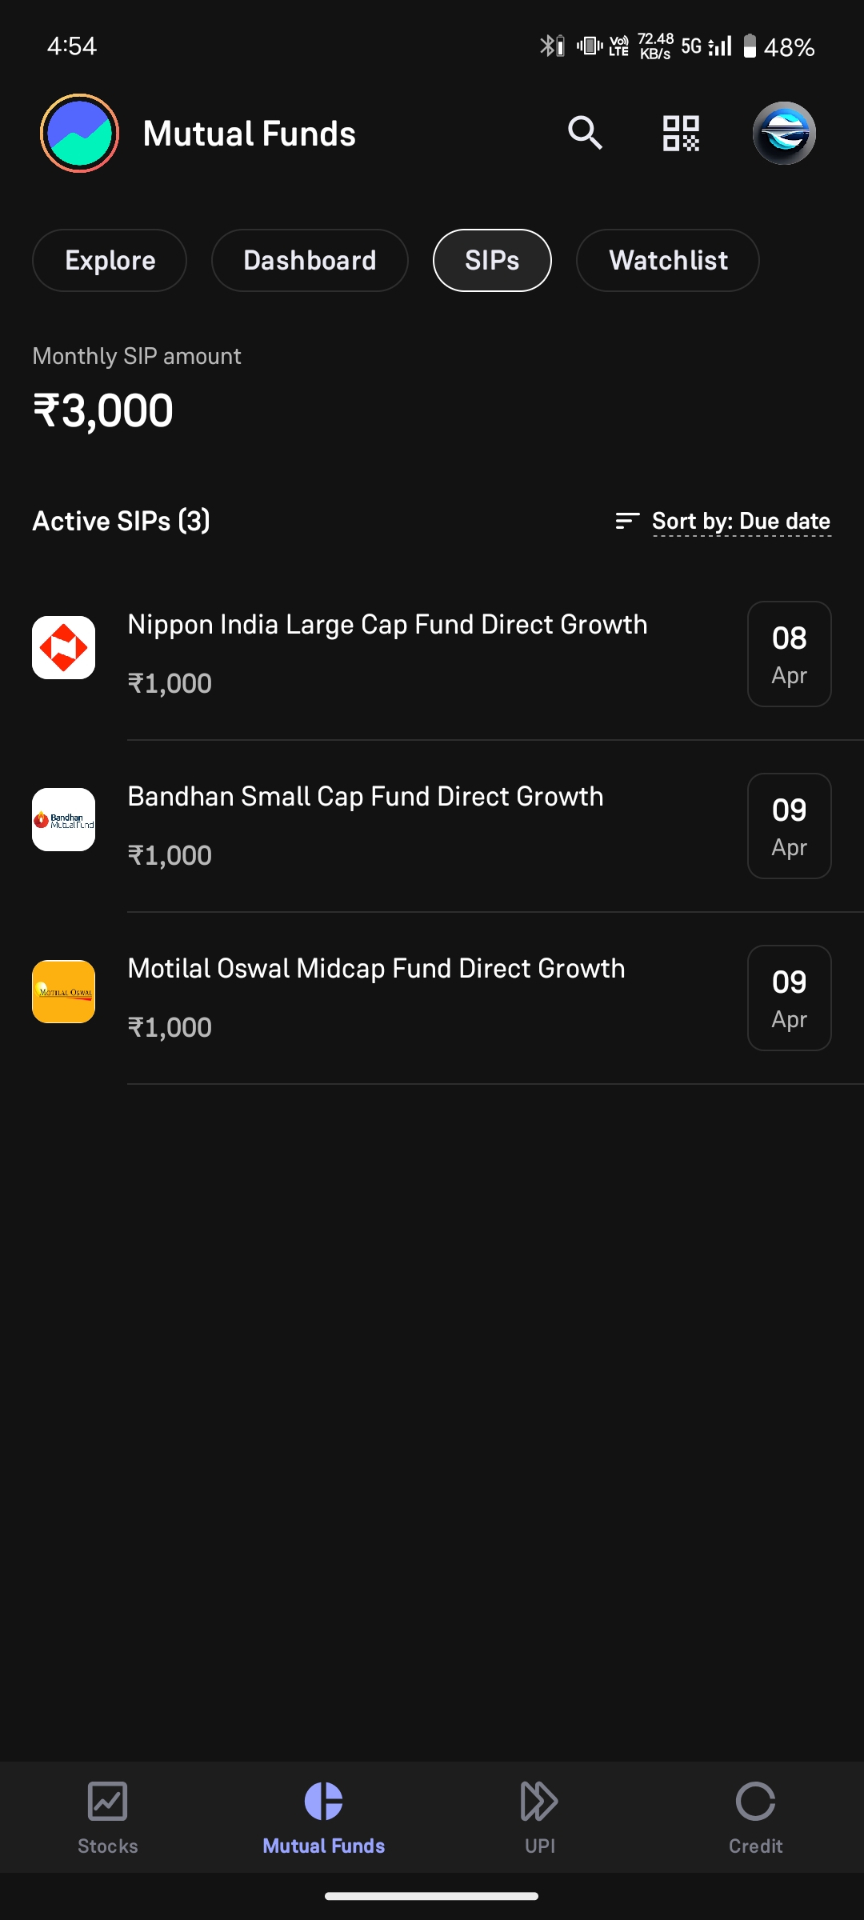 4:54
Vo)) LTE 72.48 KB/s 5G 48%
Mutual Funds
Explore Dashboard SIPs Watchlist
Monthly SIP amount
₹3,000
Active SIPs (3) Sort by: Due date
Nippon India Large Cap Fund Direct Growth
₹1,000
08
Apr
Bandhan
Mutual Fund
Bandhan Small Cap Fund Direct Growth
₹1,000
09
Apr
Motilal Oswal
Motilal Oswal Midcap Fund Direct Growth
₹1,000
09
Apr
Stocks Mutual Funds UPI Credit